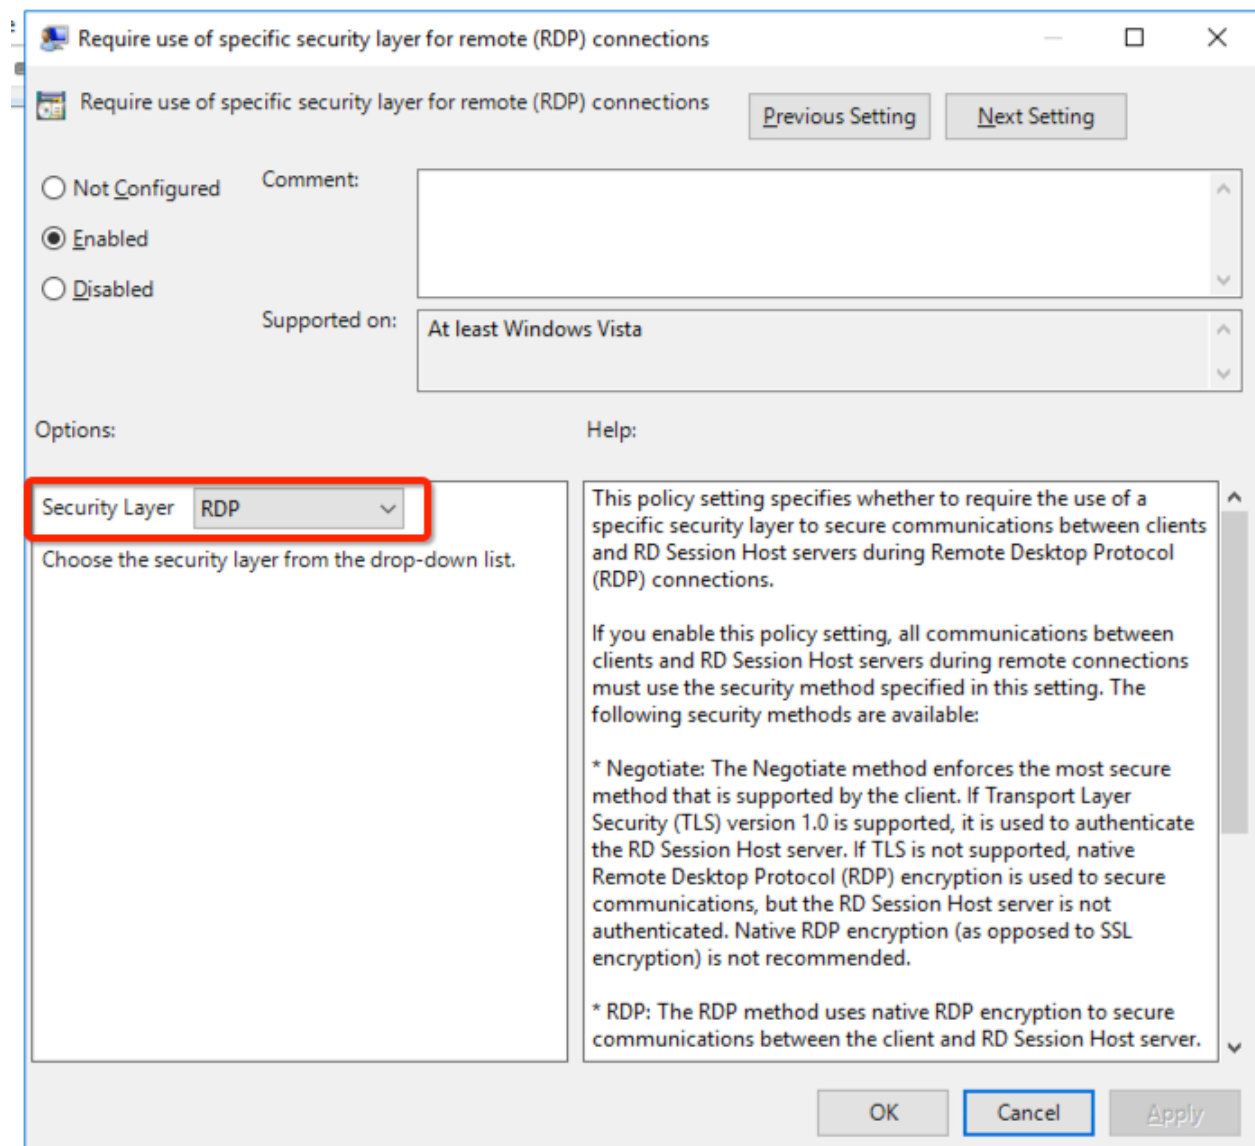 Require use of specific security layer for remote (RDP) connections
Require use of specific security layer for remote (RDP) connections
Previous Setting
Next Setting
Not Configured
Comment:
Enabled
Disabled
Supported on:
At least Windows Vista
Options:
Help:
Security Layer
RDP
Choose the security layer from the drop-down list.
This policy setting specifies whether to require the use of a
specific security layer to secure communications between clients
and RD Session Host servers during Remote Desktop Protocol
(RDP) connections.
If you enable this policy setting, all communications between
clients and RD Session Host servers during remote connections
must use the security method specified in this setting. The
following security methods are available:
* Negotiate: The Negotiate method enforces the most secure
method that is supported by the client. If Transport Layer
Security (TLS) version 1.0 is supported, it is used to authenticate
the RD Session Host server. If TLS is not supported, native
Remote Desktop Protocol (RDP) encryption is used to secure
communications, but the RD Session Host server is not
authenticated. Native RDP encryption (as opposed to SSL
encryption) is not recommended.
* RDP: The RDP method uses native RDP encryption to secure
communications between the client and RD Session Host server.
OK
Cancel
Apply